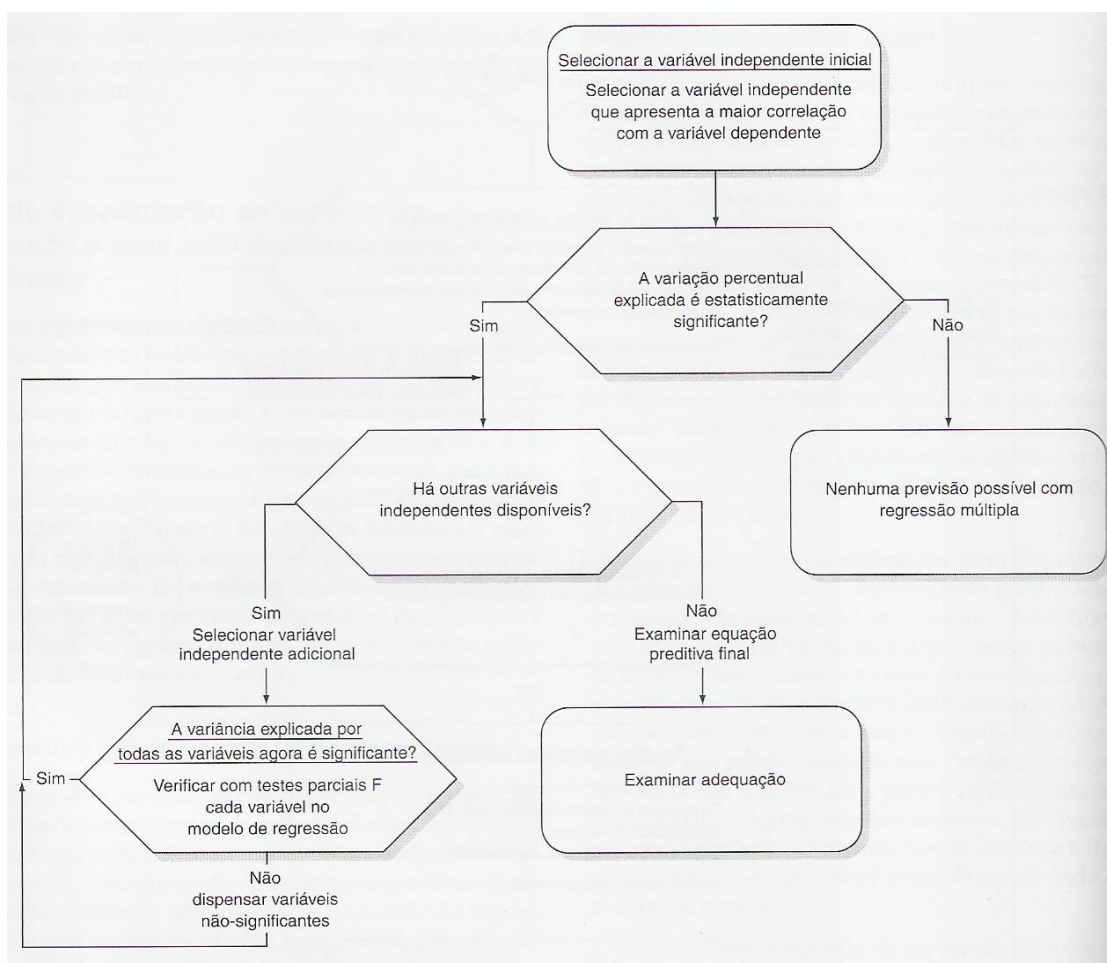 Selecionar a variável independente inicial
Selecionar a variável independente
que apresenta a maior correlação
com a variável dependente
A variação percentual
explicada é estatisticamente
significante?
Sim
Não
Há outras variáveis
independentes disponíveis?
Nenhuma previsão possível com
regressão múltipla
Sim
Selecionar variável
independente adicional
Não
Examinar equação
preditiva final
A variância explicada por
todas as variáveis agora é significante?
Verificar com testes parciais F
cada variável no
modelo de regressão
Sim
Examinar adequação
Não
dispensar variáveis
não-significantes